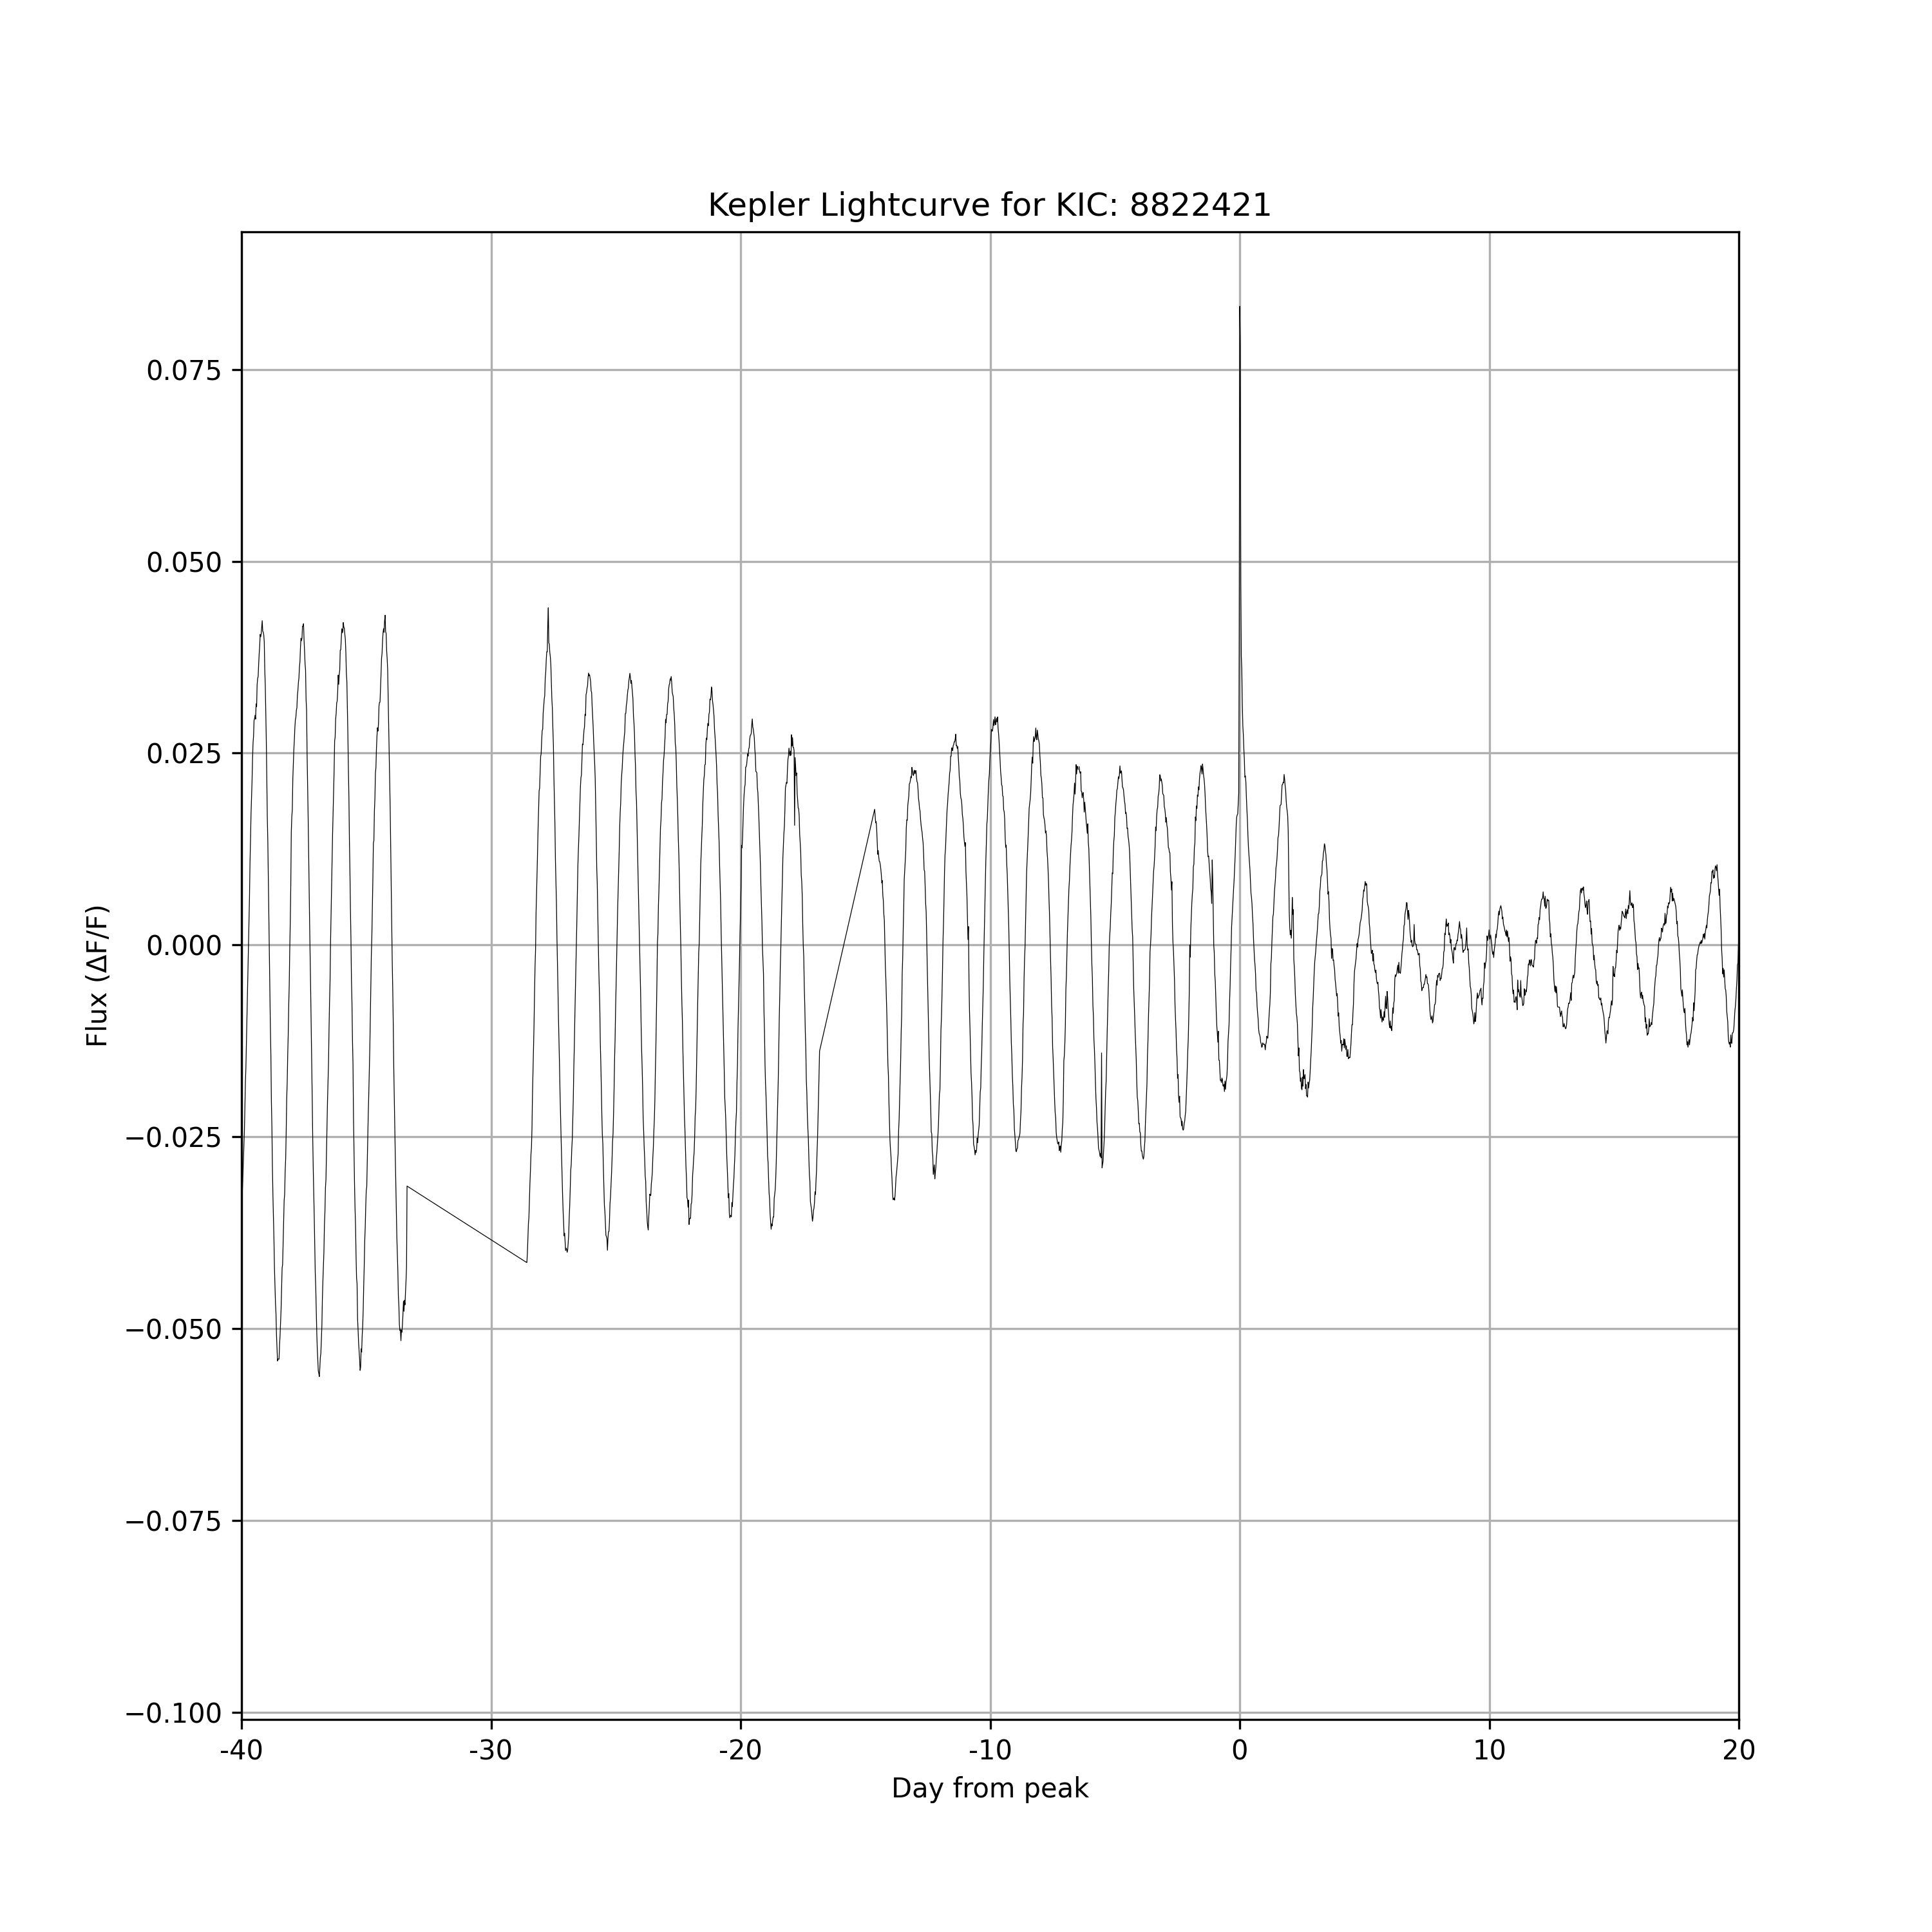 Kepler Lightcurve for KIC: 8822421
Flux (ΔF/F)
0.075
0.050
0.025
0.000
−0.025
−0.050
−0.075
−0.100
-40 -30 -20 -10 0 10 20
Day from peak